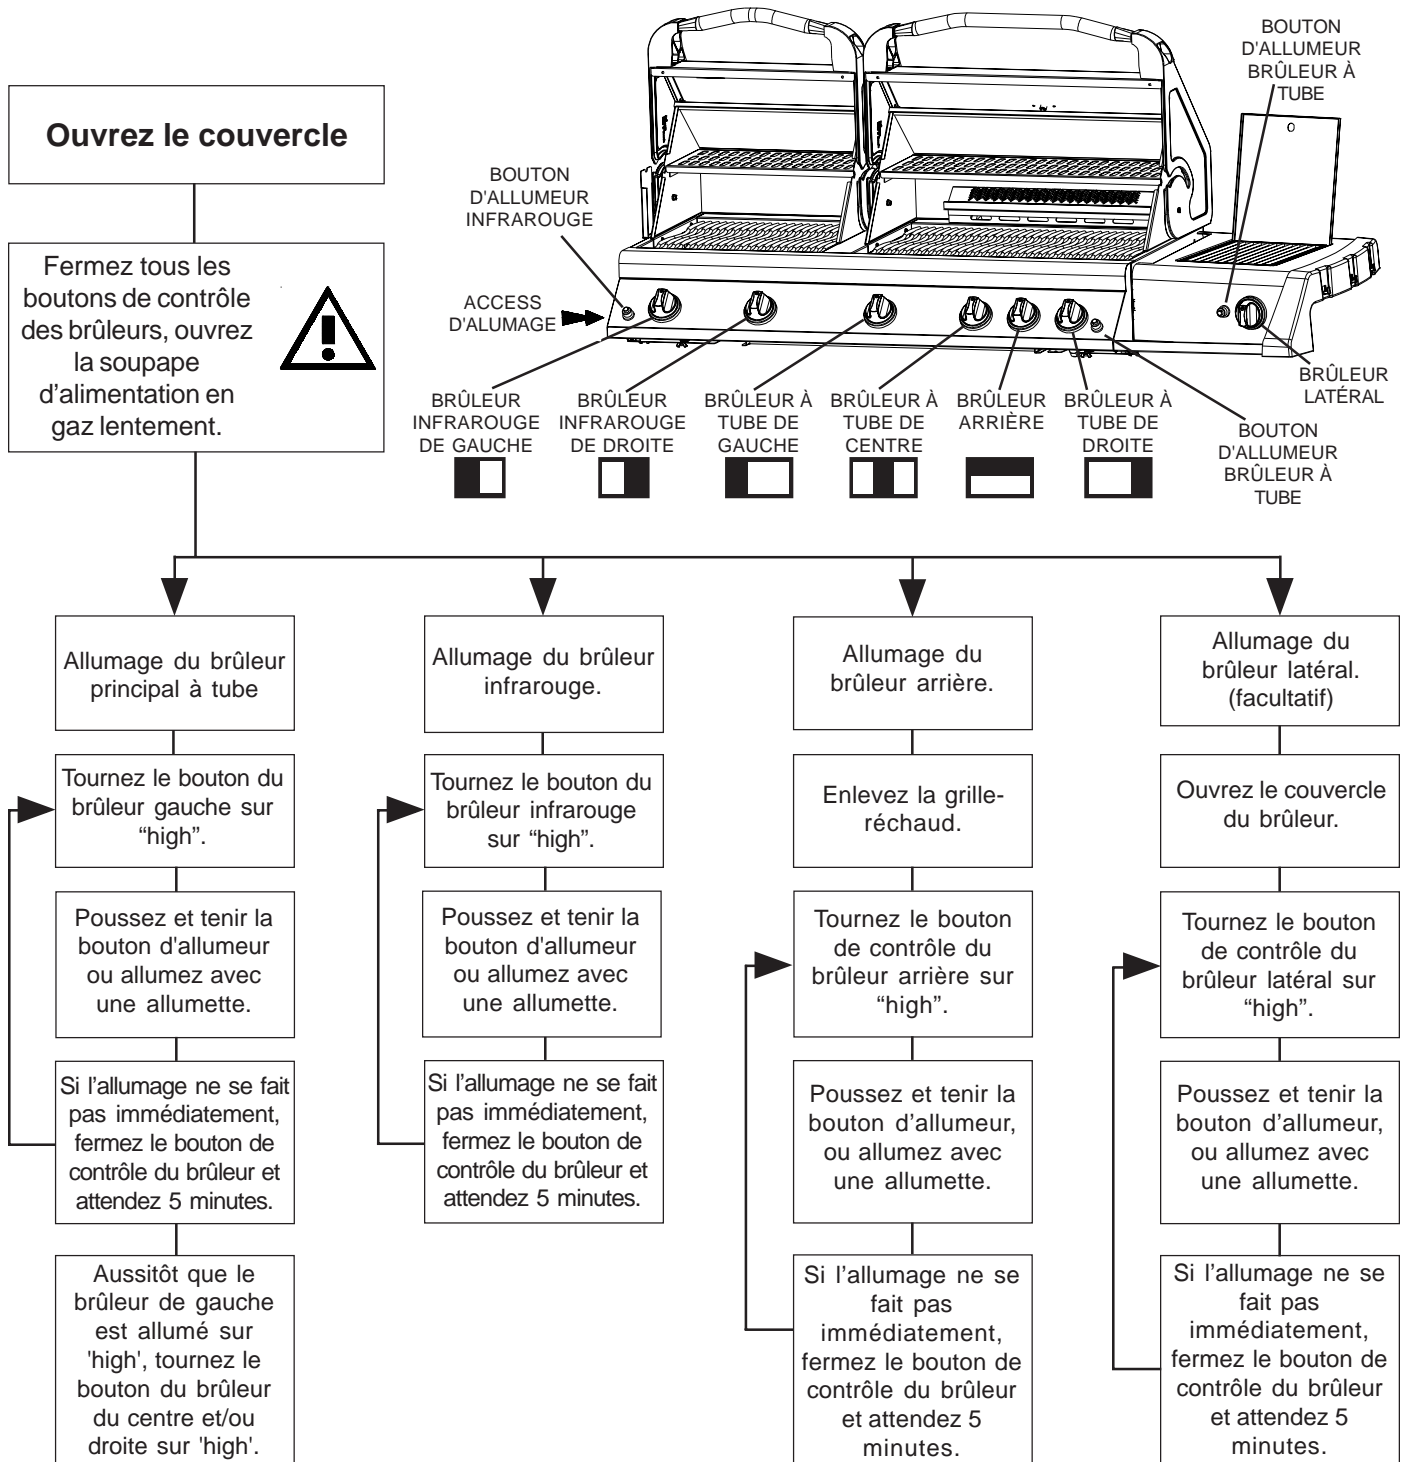 Ouvrez le couvercle
Fermez tous les
boutons de contrôle
des brûleurs, ouvrez
la soupape
d’alimentation en
gaz lentement.
BOUTON
D'ALLUMEUR
INFRAROUGE
ACCESS
D'ALUMAGE
BOUTON
D'ALLUMEUR
BRÛLEUR À
TUBE
BRÛLEUR
INFRAROUGE
DE GAUCHE
BRÛLEUR
INFRAROUGE
DE DROITE
BRÛLEUR À
TUBE DE
GAUCHE
BRÛLEUR À
TUBE DE
CENTRE
BRÛLEUR
ARRIÈRE
BRÛLEUR À
TUBE DE
DROITE
BRÛLEUR
LATÉRAL
BOUTON
D'ALLUMEUR
BRÛLEUR À
TUBE
Allumage du brûleur
principal à tube
Tournez le bouton du
brûleur gauche sur
“high”.
Poussez et tenir la
bouton d'allumeur
ou allumez avec
une allumette.
Si l’allumage ne se fait
pas immédiatement,
fermez le bouton de
contrôle du brûleur et
attendez 5 minutes.
Aussitôt que le
brûleur de gauche
est allumé sur
'high', tournez le
bouton du brûleur
du centre et/ou
droite sur 'high'.
Allumage du brûleur
infrarouge.
Tournez le bouton du
brûleur infrarouge
sur “high”.
Poussez et tenir la
bouton d'allumeur
ou allumez avec
une allumette.
Si l’allumage ne se fait
pas immédiatement,
fermez le bouton de
contrôle du brûleur et
attendez 5 minutes.
Allumage du
brûleur arrière.
Enlevez la grille-
réchaud.
Tournez le bouton
de contrôle du
brûleur arrière sur
“high”.
Poussez et tenir la
bouton d’allumeur,
ou allumez avec
une allumette.
Si l’allumage ne se
fait pas
immédiatement,
fermez le bouton de
contrôle du brûleur
et attendez 5
minutes.
Allumage du
brûleur latéral.
(facultatif)
Ouvrez le couvercle
du brûleur.
Tournez le bouton
de contrôle du
brûleur latéral sur
“high”.
Poussez et tenir la
bouton d’allumeur,
ou allumez avec
une allumette.
Si l’allumage ne se
fait pas
immédiatement,
fermez le bouton de
contrôle du brûleur
et attendez 5
minutes.